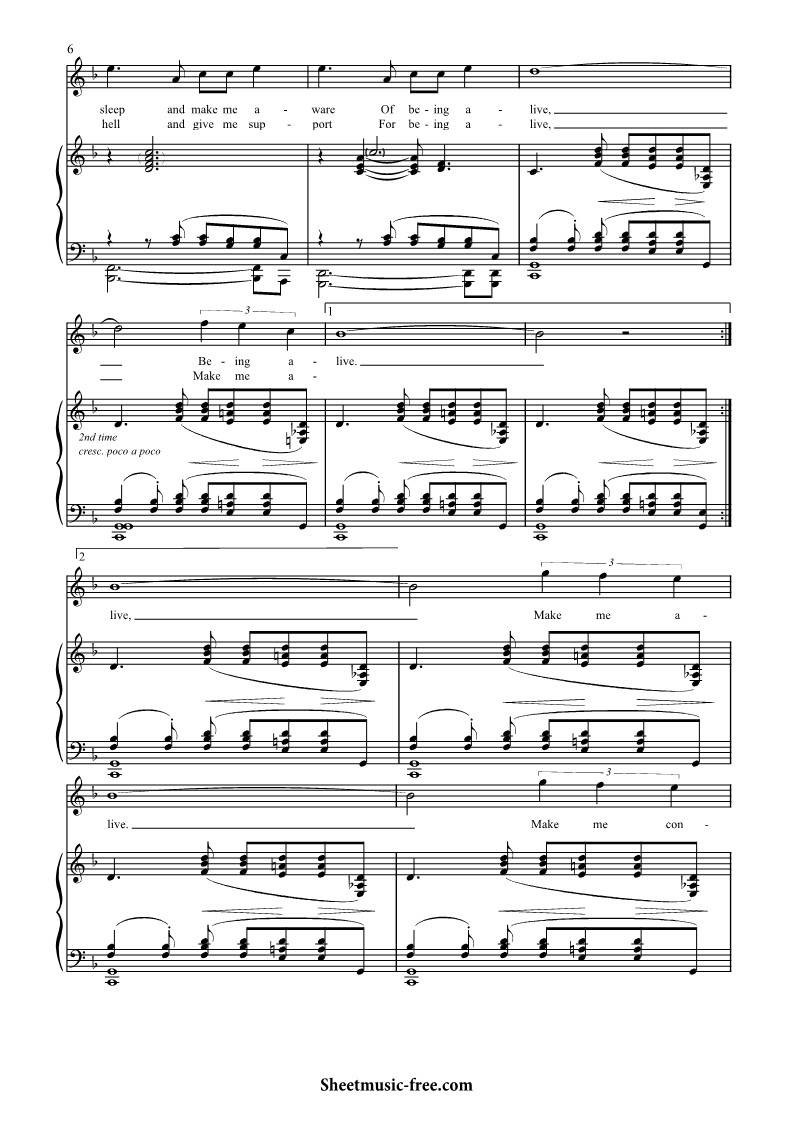 6
sleep and make me a - ware Of be - ing a - live,
hell and give me sup - port For be - ing a - live,
3
1
Be - ing a - live.
Make me a -
2nd time
cresc. poco a poco
2
3
live, Make me a -
3
live. Make me con -
Sheetmusic-free.com